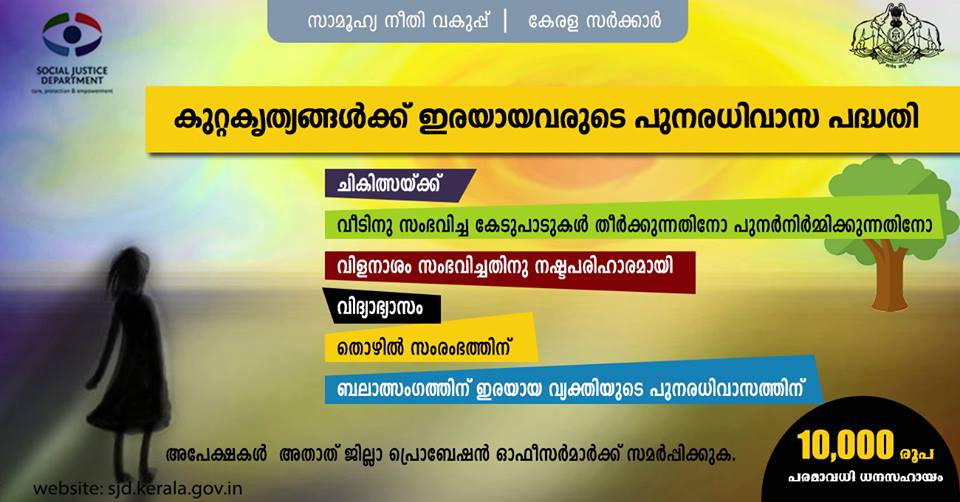 സാമൂഹ്യ നീതി വകുപ്പ് | കേരള സർക്കാർ
SOCIAL JUSTICE
DEPARTMENT
care, protection & empowerment
കുറ്റകൃത്യങ്ങൾക്ക് ഇരയായവരുടെ പുനരധിവാസ പദ്ധതി
ചികിത്സയ്ക്ക്
വീടിനു സംഭവിച്ച കേടുപാടുകൾ തീർക്കുന്നതിനോ പുനർനിർമ്മിക്കുന്നതിനോ
വിളനാശം സംഭവിച്ചതിനു നഷ്ടപരിഹാരമായി
വിദ്യാഭ്യാസം
തൊഴിൽ സംരംഭത്തിന്
ബലാത്സംഗത്തിന് ഇരയായ വ്യക്തിയുടെ പുനരധിവാസത്തിന്
അപേക്ഷകൾ അതാത് ജില്ലാ പ്രൊബേഷൻ ഓഫീസർമാർക്ക് സമർപ്പിക്കുക.
10,000 രൂപ
പരമാവധി ധനസഹായം
website: sjd.kerala.gov.in